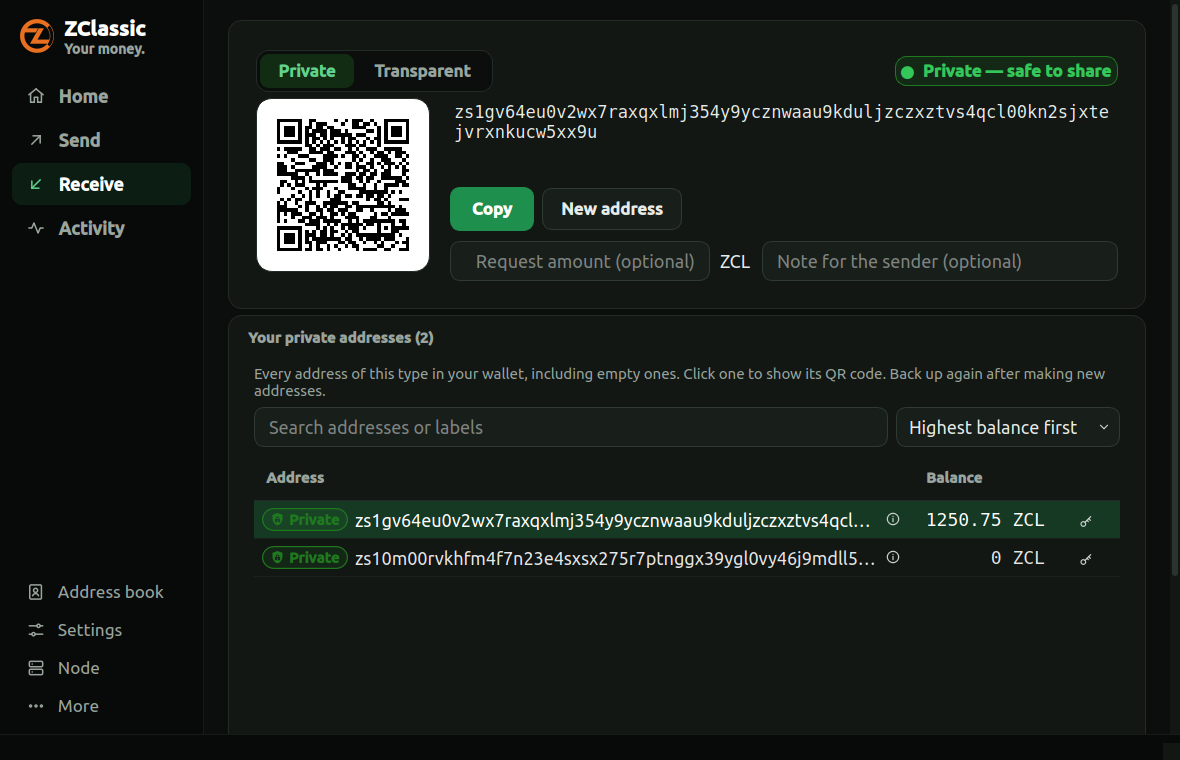 ZClassic
Your money.
Home
Send
Receive
Activity
Address book
Settings
Node
More
Private
Transparent
Private — safe to share
zs1gv64eu0v2wx7raxqxlmj354y9ycznwaau9kduljzczxztvs4qcl00kn2sjxte
jvrxnkucw5xx9u
Copy
New address
Request amount (optional)
ZCL
Note for the sender (optional)
Your private addresses (2)
Every address of this type in your wallet, including empty ones. Click one to show its QR code. Back up again after making new
addresses.
Search addresses or labels
Highest balance first
Address
Balance
Private zs1gv64eu0v2wx7raxqxlmj354y9ycznwaau9kduljzczxztvs4qcl... 1250.75 ZCL
Private zs10m00rvkhfm4f7n23e4sxsx275r7ptnggx39ygl0vy46j9mdll5... 0 ZCL